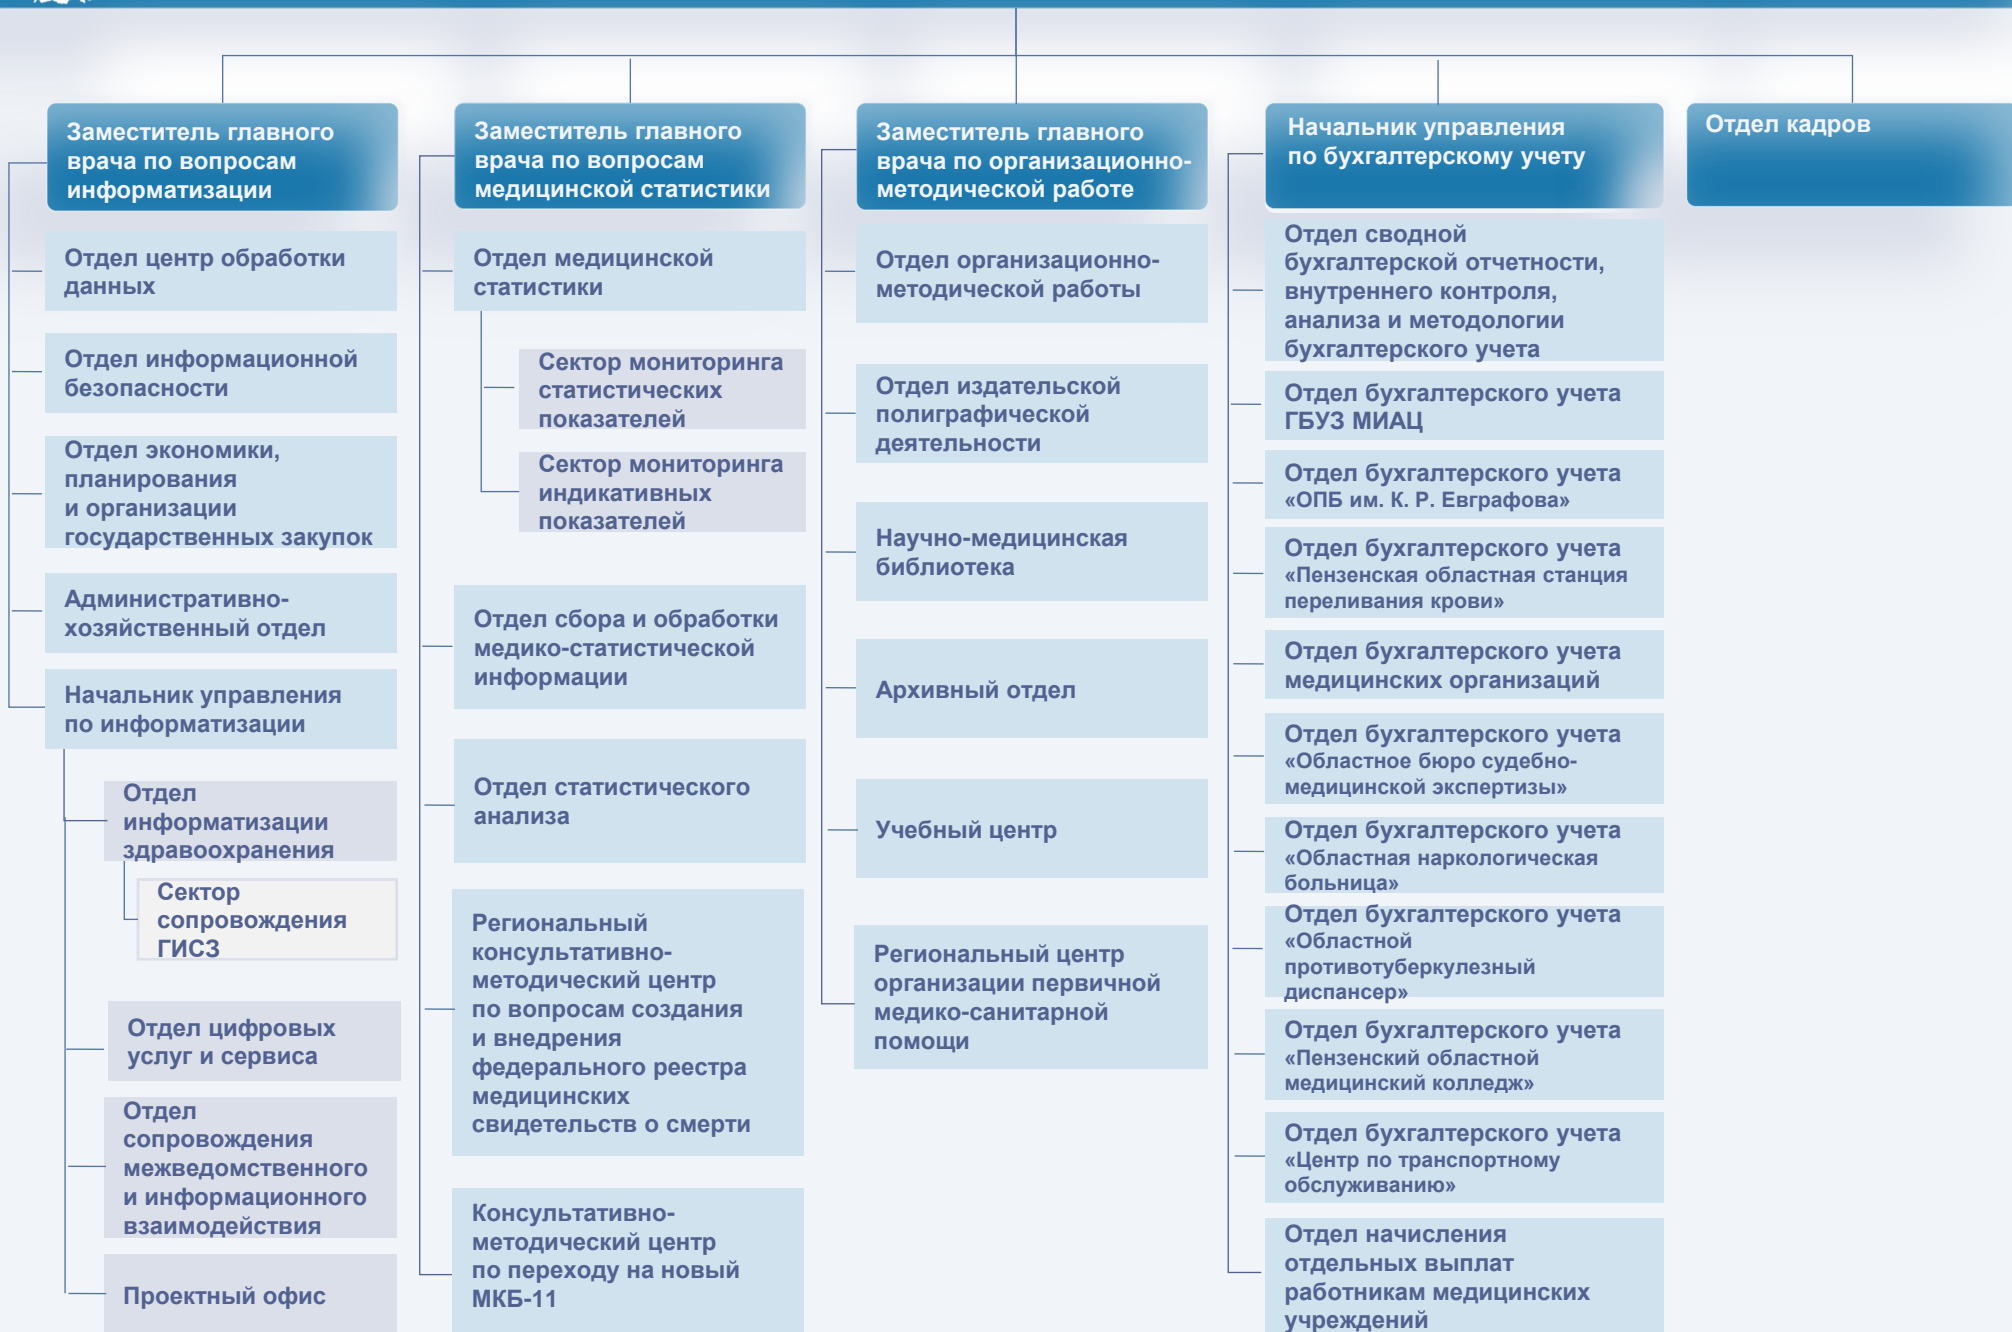 Заместитель главного
врача по вопросам
информатизации
Отдел центр обработки
данных
Отдел информационной
безопасности
Отдел экономики,
планирования
и организации
государственных закупок
Административно-
хозяйственный отдел
Начальник управления
по информатизации
Отдел
информатизации
здравоохранения
Сектор
сопровождения
ГИСЗ
Отдел цифровых
услуг и сервиса
Отдел
сопровождения
межведомственного
и информационного
взаимодействия
Проектный офис
Заместитель главного
врача по вопросам
медицинской статистики
Отдел медицинской
статистики
Сектор мониторинга
статистических
показателей
Сектор мониторинга
индикативных
показателей
Отдел сбора и обработки
медико-статистической
информации
Отдел статистического
анализа
Региональный
консультативно-
методический центр
по вопросам создания
и внедрения
федерального реестра
медицинских
свидетельств о смерти
Консультативно-
методический центр
по переходу на новый
МКБ-11
Заместитель главного
врача по организационно-
методической работе
Отдел организационно-
методической работы
Отдел издательской
полиграфической
деятельности
Научно-медицинская
библиотека
Архивный отдел
Учебный центр
Региональный центр
организации первичной
медико-санитарной
помощи
Начальник управления
по бухгалтерскому учету
Отдел сводной
бухгалтерской отчетности,
внутреннего контроля,
анализа и методологии
бухгалтерского учета
Отдел бухгалтерского учета
ГБУЗ МИАЦ
Отдел бухгалтерского учета
«ОПБ им. К. Р. Евграфова»
Отдел бухгалтерского учета
«Пензенская областная станция
переливания крови»
Отдел бухгалтерского учета
медицинских организаций
Отдел бухгалтерского учета
«Областное бюро судебно-
медицинской экспертизы»
Отдел бухгалтерского учета
«Областная наркологическая
больница»
Отдел бухгалтерского учета
«Областной
противотуберкулезный
диспансер»
Отдел бухгалтерского учета
«Пензенский областной
медицинский колледж»
Отдел бухгалтерского учета
«Центр по транспортному
обслуживанию»
Отдел начисления
отдельных выплат
работникам медицинских
учреждений
Отдел кадров